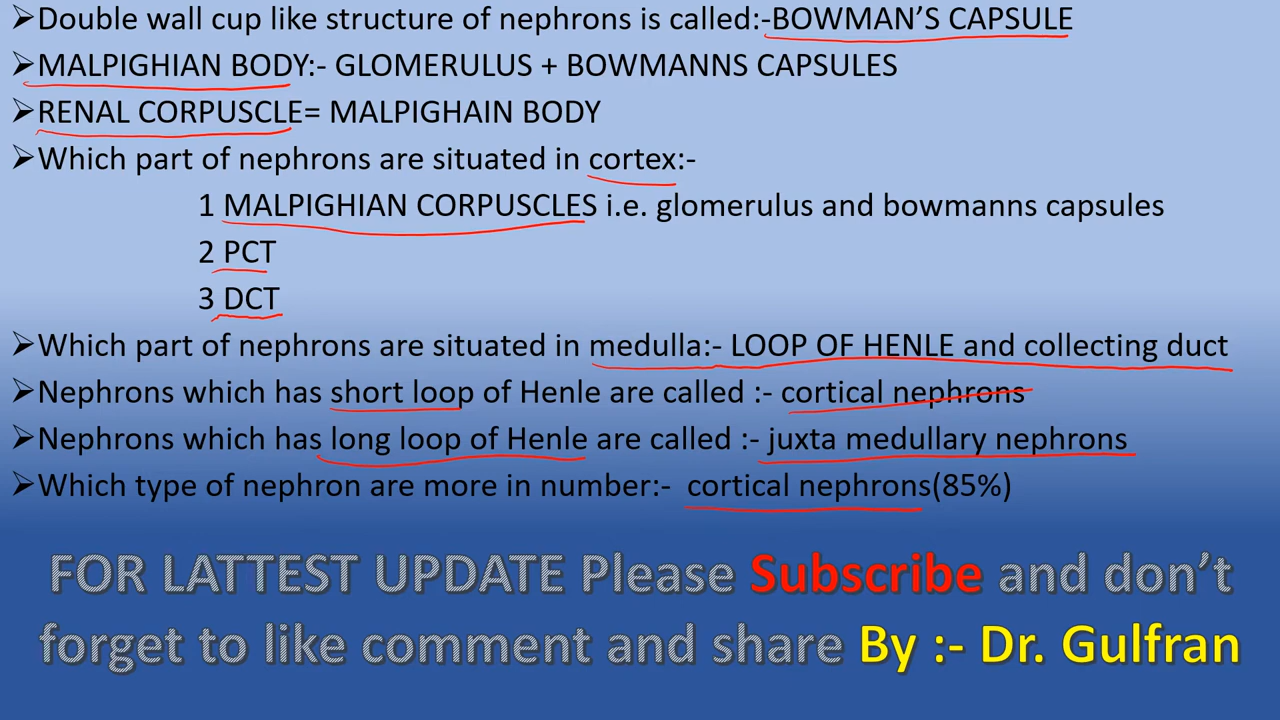 ➢Double wall cup like structure of nephrons is called:-BOWMAN’S CAPSULE
➢MALPIGHIAN BODY:- GLOMERULUS + BOWMANNS CAPSULES
➢RENAL CORPUSCLE= MALPIGHAIN BODY
➢Which part of nephrons are situated in cortex:-
1 MALPIGHIAN CORPUSCLES i.e. glomerulus and bowmanns capsules
2 PCT
3 DCT
➢Which part of nephrons are situated in medulla:- LOOP OF HENLE and collecting duct
➢Nephrons which has short loop of Henle are called :- cortical nephrons
➢Nephrons which has long loop of Henle are called :- juxta medullary nephrons
➢Which type of nephron are more in number:- cortical nephrons(85%)
FOR LATTEST UPDATE Please Subscribe and don’t
forget to like comment and share By :- Dr. Gulfran